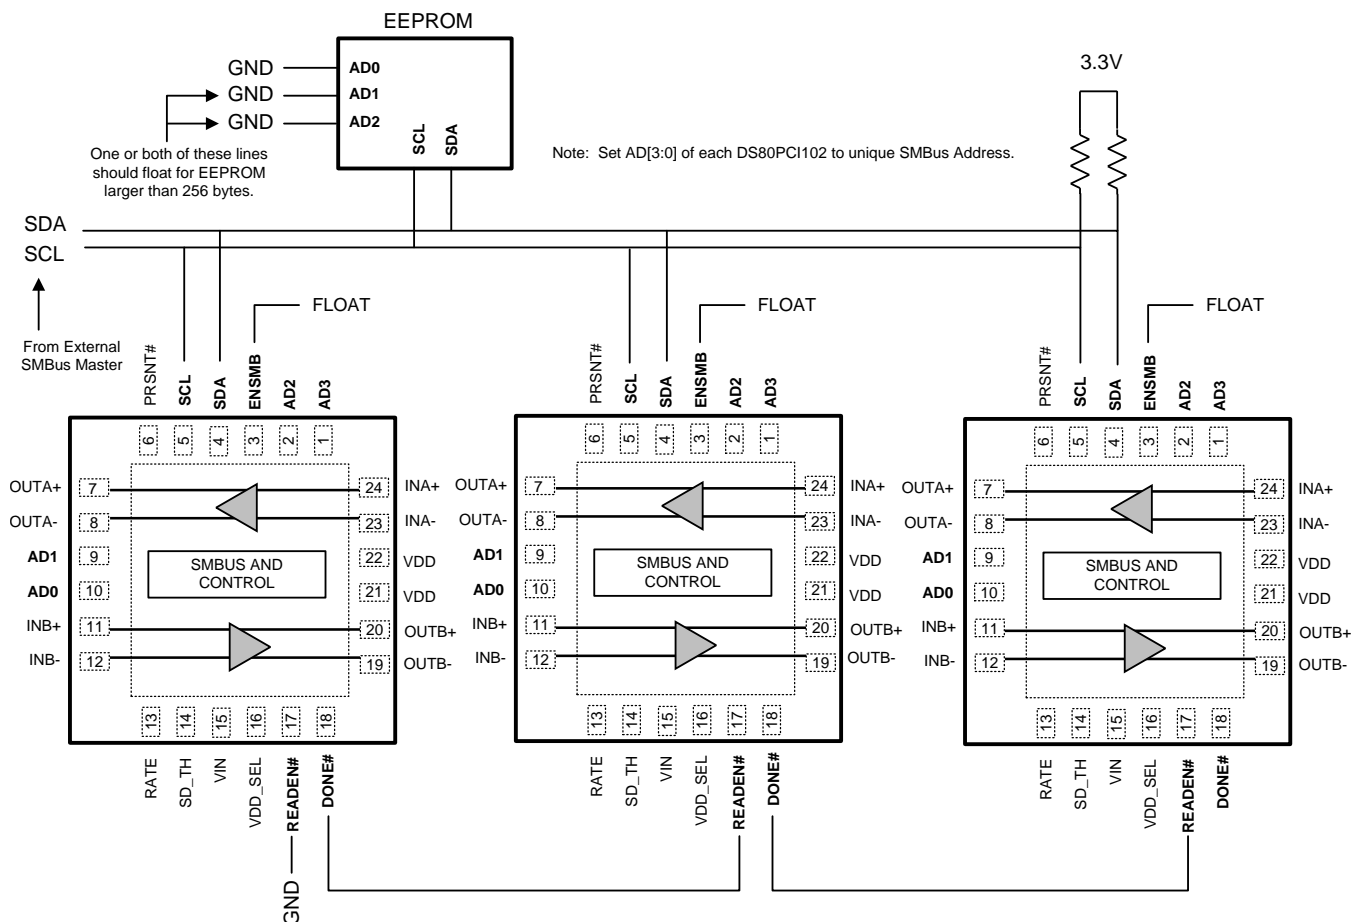 EEPROM
GND
GND
GND
AD0
AD1
AD2
SCL
SDA
One or both of these lines
should float for EEPROM
larger than 256 bytes.
Note: Set AD[3:0] of each DS80PCI102 to unique SMBus Address.
3.3V
SDA
SCL
From External
SMBus Master
FLOAT
PRSNT#
SCL
SDA
ENSMB
AD2
AD3
6
5
4
3
2
1
OUTA+
7
24
INA+
OUTA-
8
23
INA-
AD1
9
22
VDD
AD0
10
21
VDD
INB+
11
20
OUTB+
INB-
12
19
OUTB-
SMBUS AND
CONTROL
13
14
15
16
17
18
RATE
SD_TH
VIN
VDD_SEL
READEN#
DONE#
GND
FLOAT
PRSNT#
SCL
SDA
ENSMB
AD2
AD3
6
5
4
3
2
1
OUTA+
7
24
INA+
OUTA-
8
23
INA-
AD1
9
22
VDD
AD0
10
21
VDD
INB+
11
20
OUTB+
INB-
12
19
OUTB-
SMBUS AND
CONTROL
13
14
15
16
17
18
RATE
SD_TH
VIN
VDD_SEL
READEN#
DONE#
FLOAT
PRSNT#
SCL
SDA
ENSMB
AD2
AD3
6
5
4
3
2
1
OUTA+
7
24
INA+
OUTA-
8
23
INA-
AD1
9
22
VDD
AD0
10
21
VDD
INB+
11
20
OUTB+
INB-
12
19
OUTB-
SMBUS AND
CONTROL
13
14
15
16
17
18
RATE
SD_TH
VIN
VDD_SEL
READEN#
DONE#